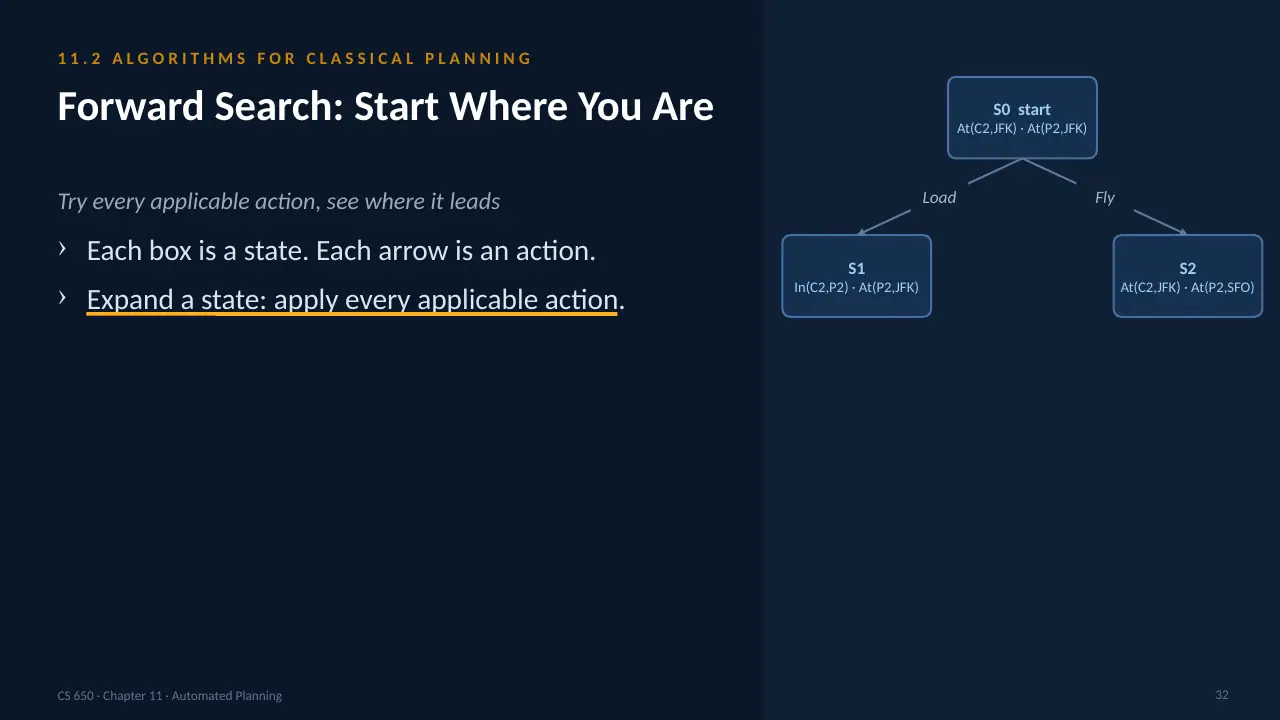 11.2 ALGORITHMS FOR CLASSICAL PLANNING
Forward Search: Start Where You Are
Try every applicable action, see where it leads
› Each box is a state. Each arrow is an action.
› Expand a state: apply every applicable action.
S0 start
At(C2,JFK) · At(P2,JFK)
Load
Fly
S1
In(C2,P2) · At(P2,JFK)
S2
At(C2,JFK) · At(P2,SFO)
CS 650 · Chapter 11 · Automated Planning
32